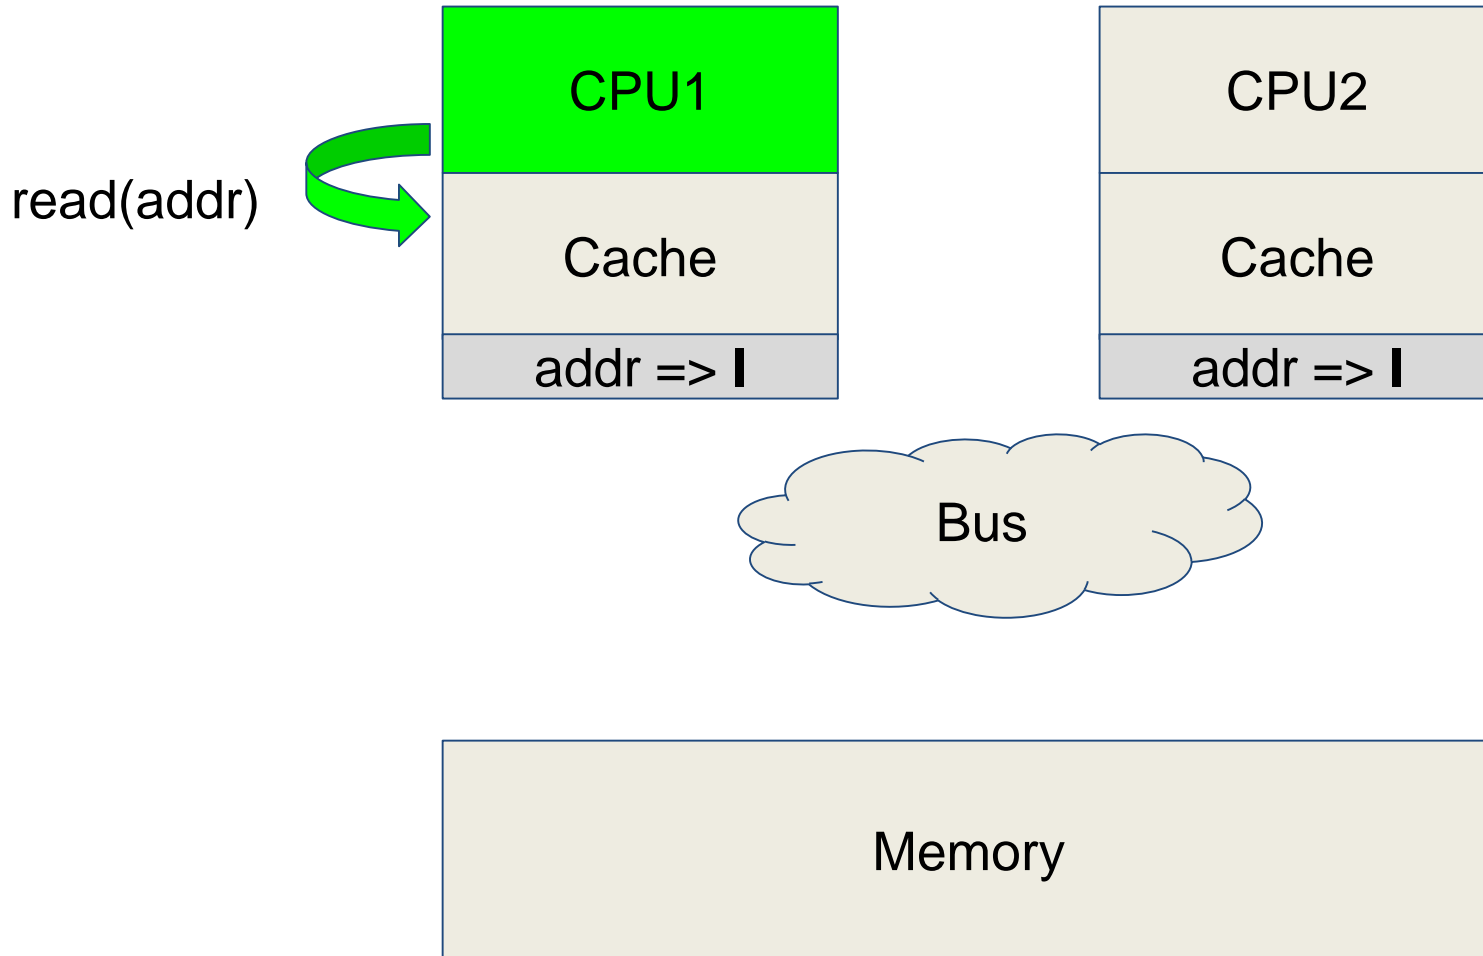 CPU1
CPU2
read(addr)
Cache
Cache
addr => I
addr => I
Bus
Memory